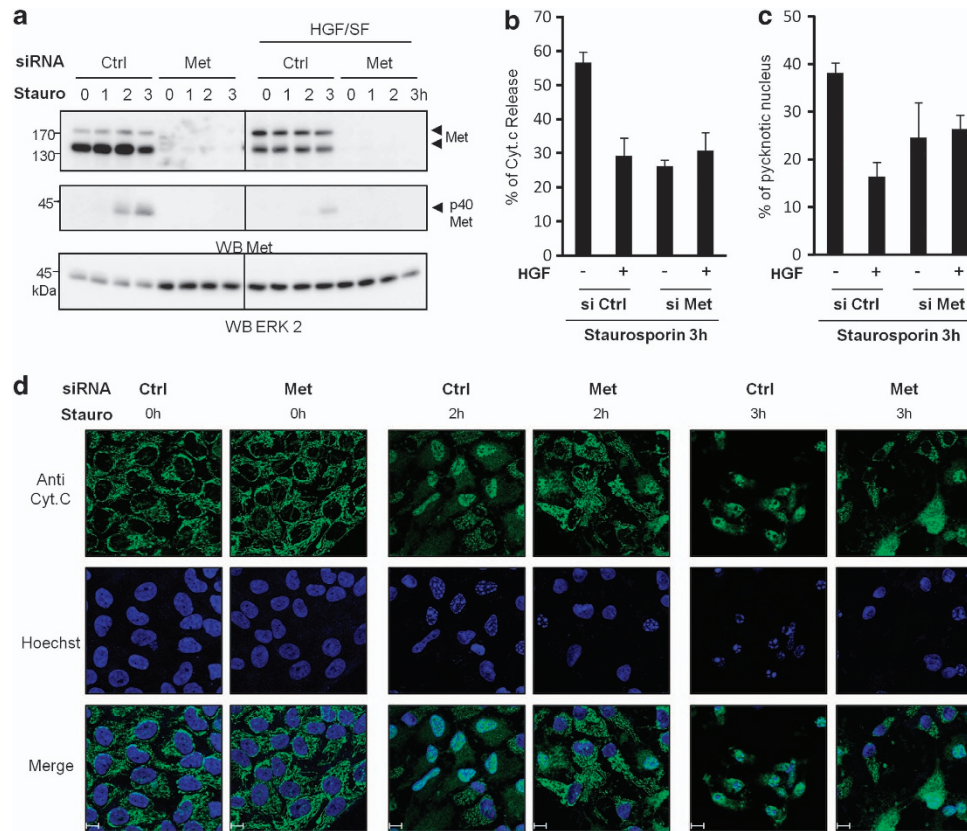 a
HGF/SF
siRNA Ctrl Met Ctrl Met
Stauro 0 1 2 3 0 1 2 3 0 1 2 3 0 1 2 3h
170
130
Met
45
p40
Met
WB Met
45
kDa
WB ERK 2
b
% of Cyt.c Release
70
60
50
40
30
20
10
0
HGF - + - +
si Ctrl si Met
Staurosporin 3h
c
% of pycknotic nucleus
50
40
30
20
10
0
HGF - + - +
si Ctrl si Met
Staurosporin 3h
d
siRNA Ctrl Met Ctrl Met Ctrl Met
Stauro 0h 0h 2h 2h 3h 3h
Anti
Cyt.C
Hoechst
Merge